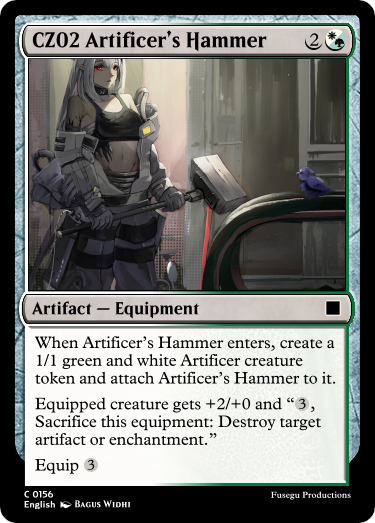 CZ02 Artificer's Hammer 2
Artifact — Equipment
When Artificer's Hammer enters, create a
1/1 green and white Artificer creature
token and attach Artificer's Hammer to it.
Equipped creature gets +2/+0 and “3,
Sacrifice this equipment: Destroy target
artifact or enchantment.”
Equip 3
C 0156
English Bagus Widhi
Fusegu Productions